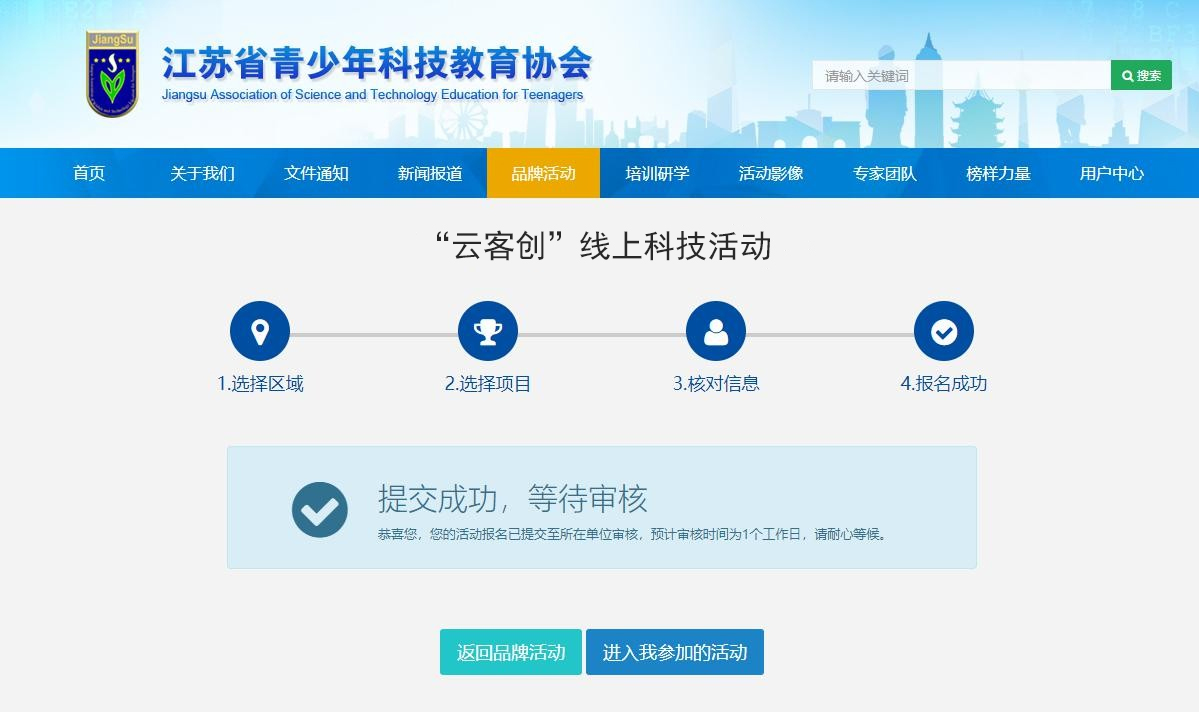 JiangSu
江苏省青少年科技教育协会
Jiangsu Association of Science and Technology Education for Teenagers
请输入关键词
搜索
首页 关于我们 文件通知 新闻报道 品牌活动 培训研学 活动影像 专家团队 榜样力量 用户中心
“云客创”线上科技活动
1.选择区域 2.选择项目 3.核对信息 4.报名成功
提交成功，等待审核
恭喜您，您的活动报名已提交至所在单位审核，预计审核时间为1个工作日，请耐心等候。
返回品牌活动 进入我参加的活动